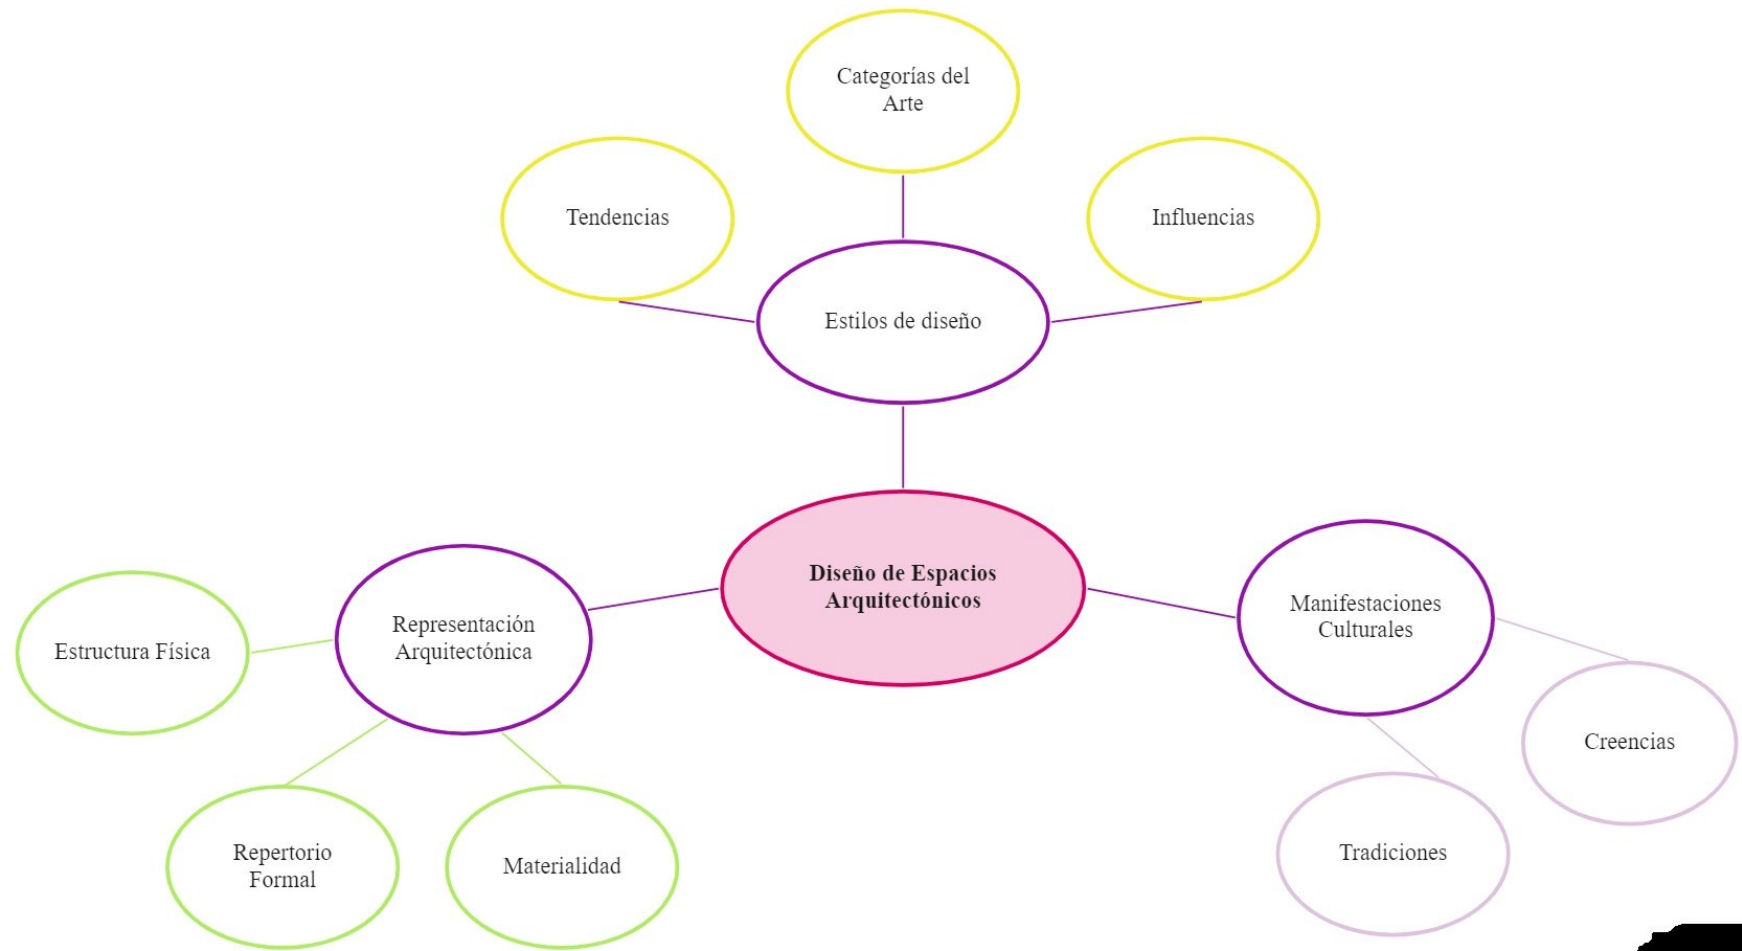 Categorías del
Arte
Tendencias
Influencias
Estilos de diseño
Diseño de Espacios
Arquitectónicos
Representación
Arquitectónica
Estructura Física
Repertorio
Formal
Materialidad
Manifestaciones
Culturales
Creencias
Tradiciones